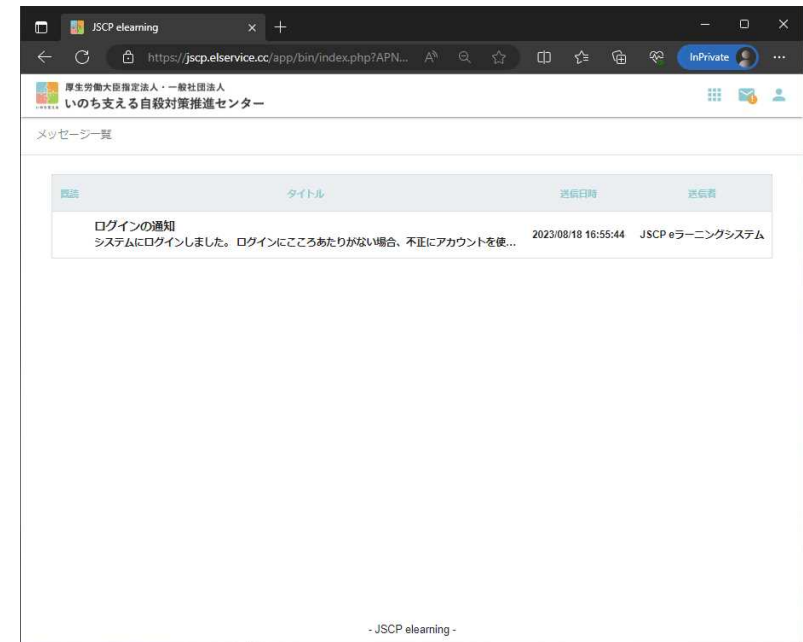 JSCP elearning
https://jscp.elservice.cc/app/bin/index.php?APN...
InPrivate
厚生労働大臣指定法人・一般社団法人
いのち支える自殺対策推進センター
メッセージ一覧
既読 タイトル 送信日時 送信者
ログインの通知
システムにログインしました。 ログインにこころあたりがない場合、不正にアカウントを使... 2023/08/18 16:55:44 JSCP eラーニングシステム
- JSCP elearning -